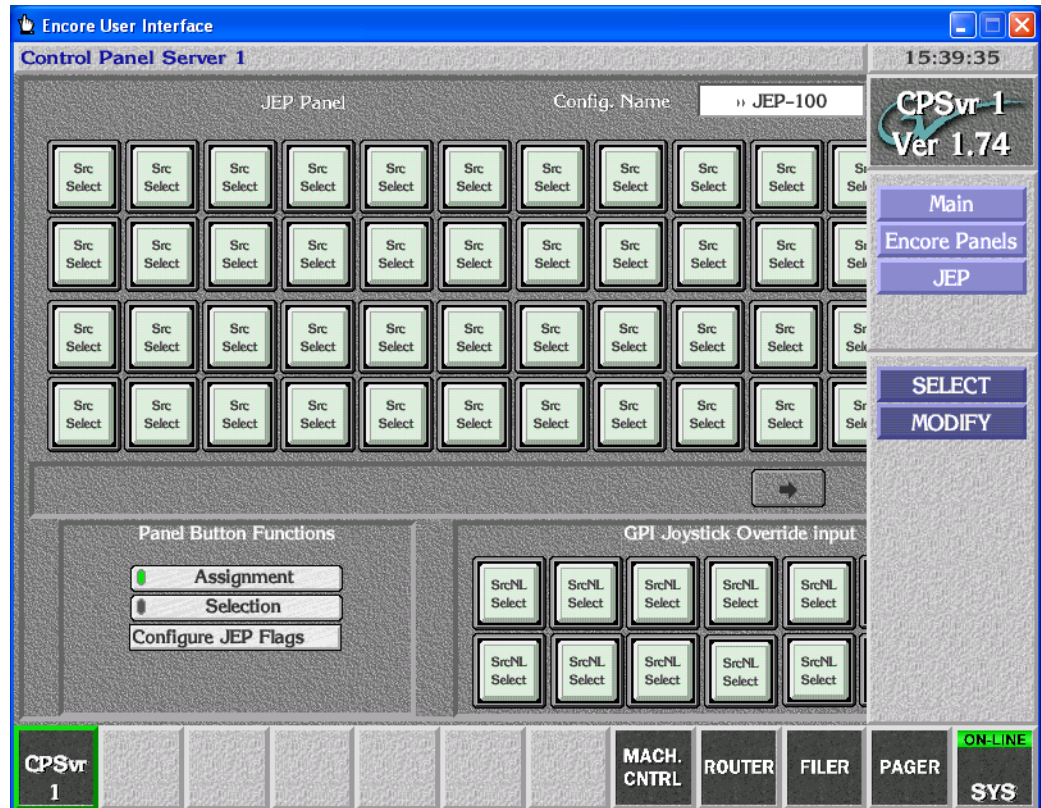 Encore User Interface
Control Panel Server 1
15:39:35
JEP Panel
Config. Name
›› JEP-100
CPSvr 1
Ver 1.74
Src Src Src Src Src Src Src Src Src Src
Select Select Select Select Select Select Select Select Select Select
Src Src Src Src Src Src Src Src Src Src
Select Select Select Select Select Select Select Select Select Select
Src Src Src Src Src Src Src Src Src Src
Select Select Select Select Select Select Select Select Select Select
Src Src Src Src Src Src Src Src Src Src
Select Select Select Select Select Select Select Select Select Select
Main
Encore Panels
JEP
SELECT
MODIFY
Panel Button Functions
Assignment
Selection
Configure JEP Flags
GPI Joystick Override input
SrcNL SrcNL SrcNL SrcNL SrcNL
Select Select Select Select Select
SrcNL SrcNL SrcNL SrcNL SrcNL
Select Select Select Select Select
CPSvr
1
MACH.
CNTRL
ROUTER
FILER
PAGER
ON-LINE
SYS